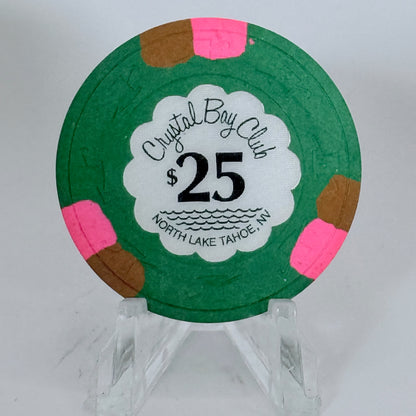 Crystal Bay Club
$25
NORTH LAKE TAHOE, NV